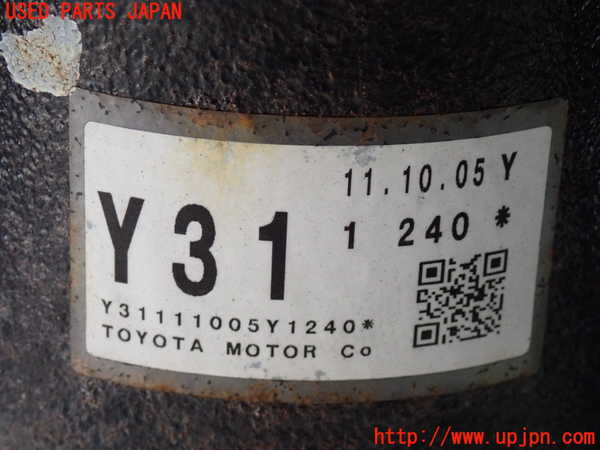 USED PARTS JAPAN
11.10.05 Y
Y31 1 240 *
Y31111005Y1240*
TOYOTA MOTOR Co
http://www.upjpn.com/